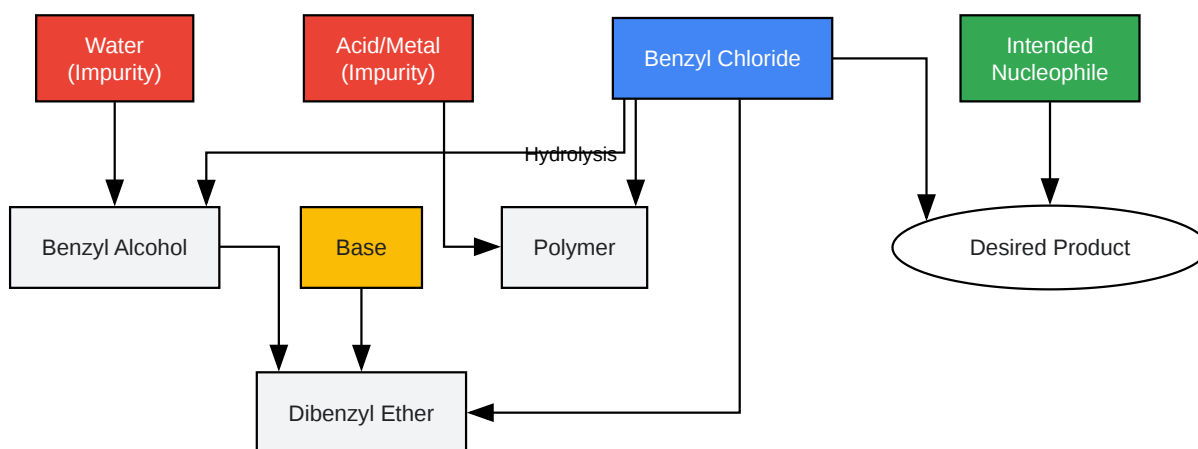 Water
(Impurity)
Acid/Metal
(Impurity)
Benzyl Chloride
Intended
Nucleophile
Hydrolysis
Benzyl Alcohol
Base
Polymer
Desired Product
Dibenzyl Ether